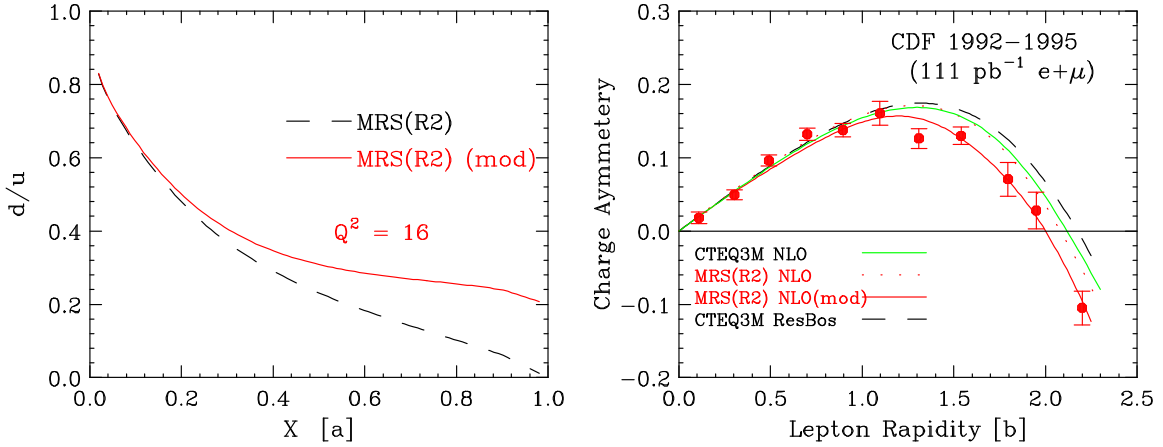 1.0
0.8
0.6
0.4
0.2
0.0
d/u
MRS(R2)
MRS(R2) (mod)
Q² = 16
0.0 0.2 0.4 0.6 0.8 1.0
X [a]
0.3
0.2
0.1
0.0
−0.1
−0.2
Charge Aymmetery
CDF 1992−1995
(111 pb⁻¹ e+μ)
CTEQ3M NLO
MRS(R2) NLO
MRS(R2) NLO(mod)
CTEQ3M ResBos
0.0 0.5 1.0 1.5 2.0 2.5
Lepton Rapidity [b]